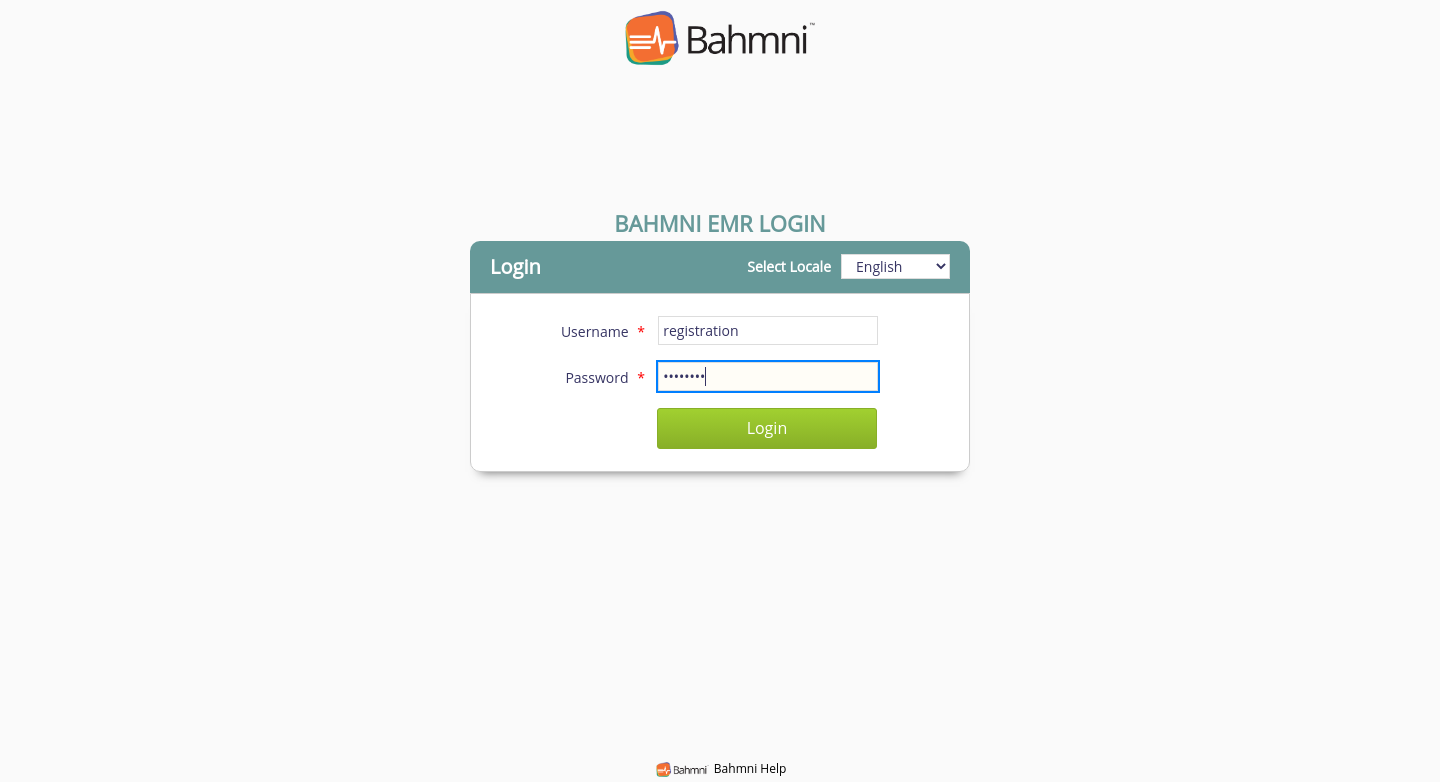 Bahmni™
BAHMNI EMR LOGIN
Login
Select Locale English
Username * registration
Password * ••••••••
Login
Bahmni Bahmni Help